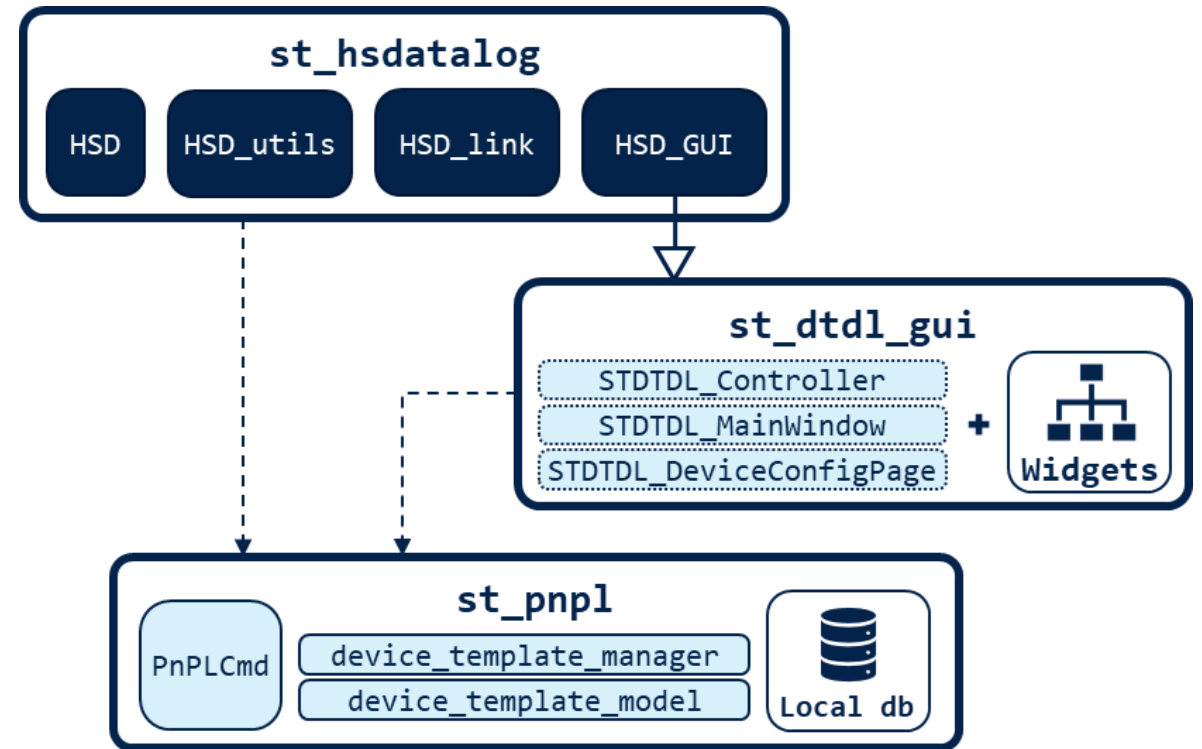 st_hsdatalog
HSD
HSD_utils
HSD_link
HSD_GUI
st_dtdl_gui
STDTDL_Controller
STDTDL_MainWindow
STDTDL_DeviceConfigPage
+
Widgets
st_pnpl
PnPLCmd
device_template_manager
device_template_model
Local db